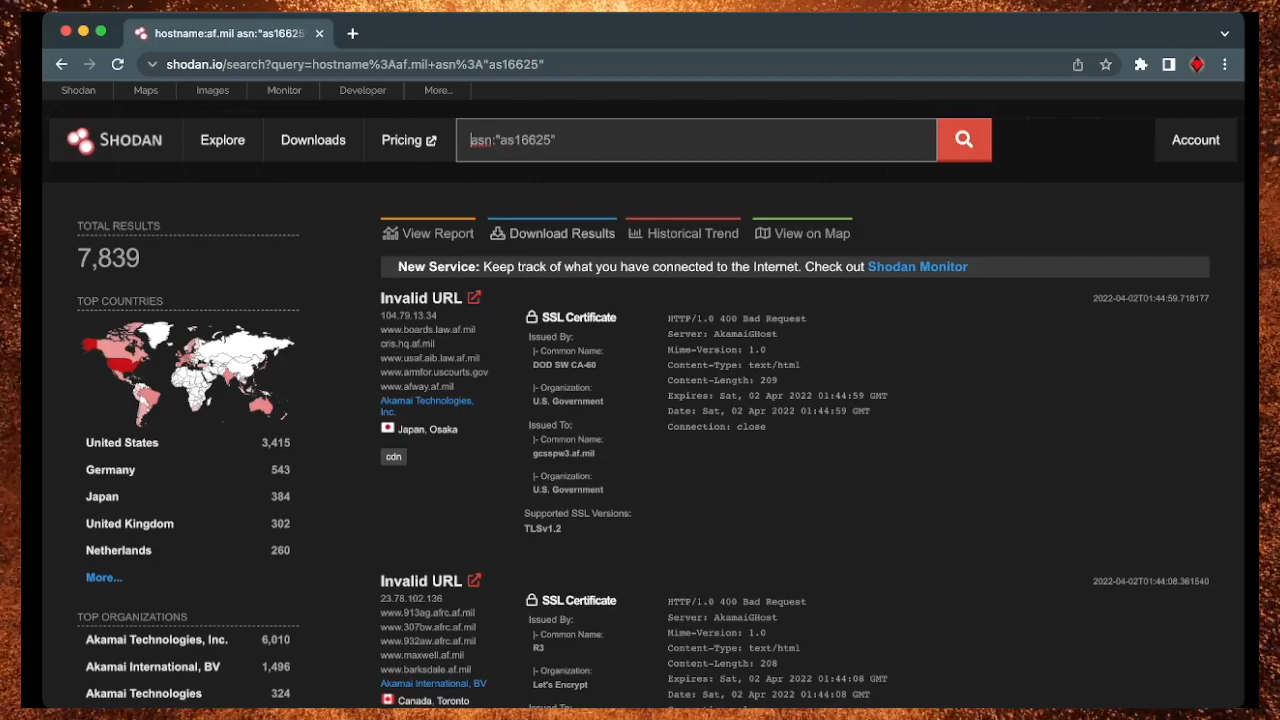 hostname:af.mil asn:"as16625"
shodan.io/search?query=hostname%3Aaf.mil+asn%3A"as16625"
Shodan Maps Images Monitor Developer More...
SHODAN Explore Downloads Pricing asn:"as16625" Account
TOTAL RESULTS
7,839
TOP COUNTRIES
United States 3,415
Germany 543
Japan 384
United Kingdom 302
Netherlands 260
More...
TOP ORGANIZATIONS
Akamai Technologies, Inc. 6,010
Akamai International, BV 1,496
Akamai Technologies 324
View Report Download Results Historical Trend View on Map
New Service: Keep track of what you have connected to the Internet. Check out Shodan Monitor
Invalid URL
104.79.13.34
www.boards.law.af.mil
cris.hq.af.mil
www.usaf.aib.law.af.mil
www.armfor.uscourts.gov
www.afway.af.mil
Akamai Technologies,
Inc.
Japan, Osaka
cdn
SSL Certificate
Issued By:
|- Common Name:
DOD SW CA-60
|- Organization:
U.S. Government
Issued To:
|- Common Name:
gcsspw3.af.mil
|- Organization:
U.S. Government
Supported SSL Versions:
TLSv1.2
HTTP/1.0 400 Bad Request
Server: AkamaiGHost
Mime-Version: 1.0
Content-Type: text/html
Content-Length: 209
Expires: Sat, 02 Apr 2022 01:44:59 GMT
Date: Sat, 02 Apr 2022 01:44:59 GMT
Connection: close
2022-04-02T01:44:59.718177
Invalid URL
23.78.102.136
www.913ag.afrc.af.mil
www.307bw.afrc.af.mil
www.932aw.afrc.af.mil
www.maxwell.af.mil
www.barksdale.af.mil
Akamai International, BV
Canada, Toronto
SSL Certificate
Issued By:
|- Common Name:
R3
|- Organization:
Let's Encrypt
Issued To:
HTTP/1.0 400 Bad Request
Server: AkamaiGHost
Mime-Version: 1.0
Content-Type: text/html
Content-Length: 208
Expires: Sat, 02 Apr 2022 01:44:08 GMT
Date: Sat, 02 Apr 2022 01:44:08 GMT
2022-04-02T01:44:08.361540